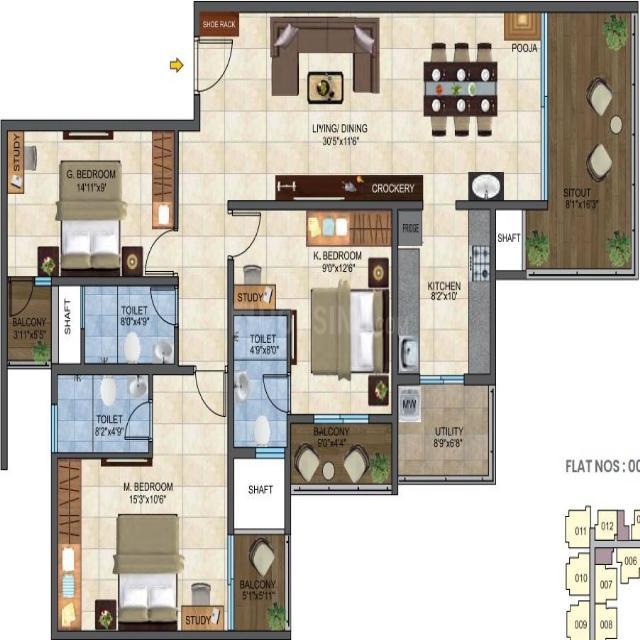 SHOE RACK
POOJA
LIVING/ DINING
30'5"x11'6"
CROCKERY
SITOUT
8'1"x16'3"
STUDY
G. BEDROOM
14'11"x9'
SHAFT
FRIDGE
K. BEDROOM
9'0"x12'6"
KITCHEN
8'2"x10'
STUDY
BALCONY
3'11"x5'5"
SHAFT
TOILET
8'0"x4'9"
TOILET
4'9"x8'0"
TOILET
8'2"x4'9"
MW
UTILITY
8'9"x6'8"
BALCONY
9'0"x4'4"
FLAT NOS : 00
M. BEDROOM
15'3"x10'6"
SHAFT
BALCONY
5'1"x5'11"
STUDY
011
012
006
010
007
009
008